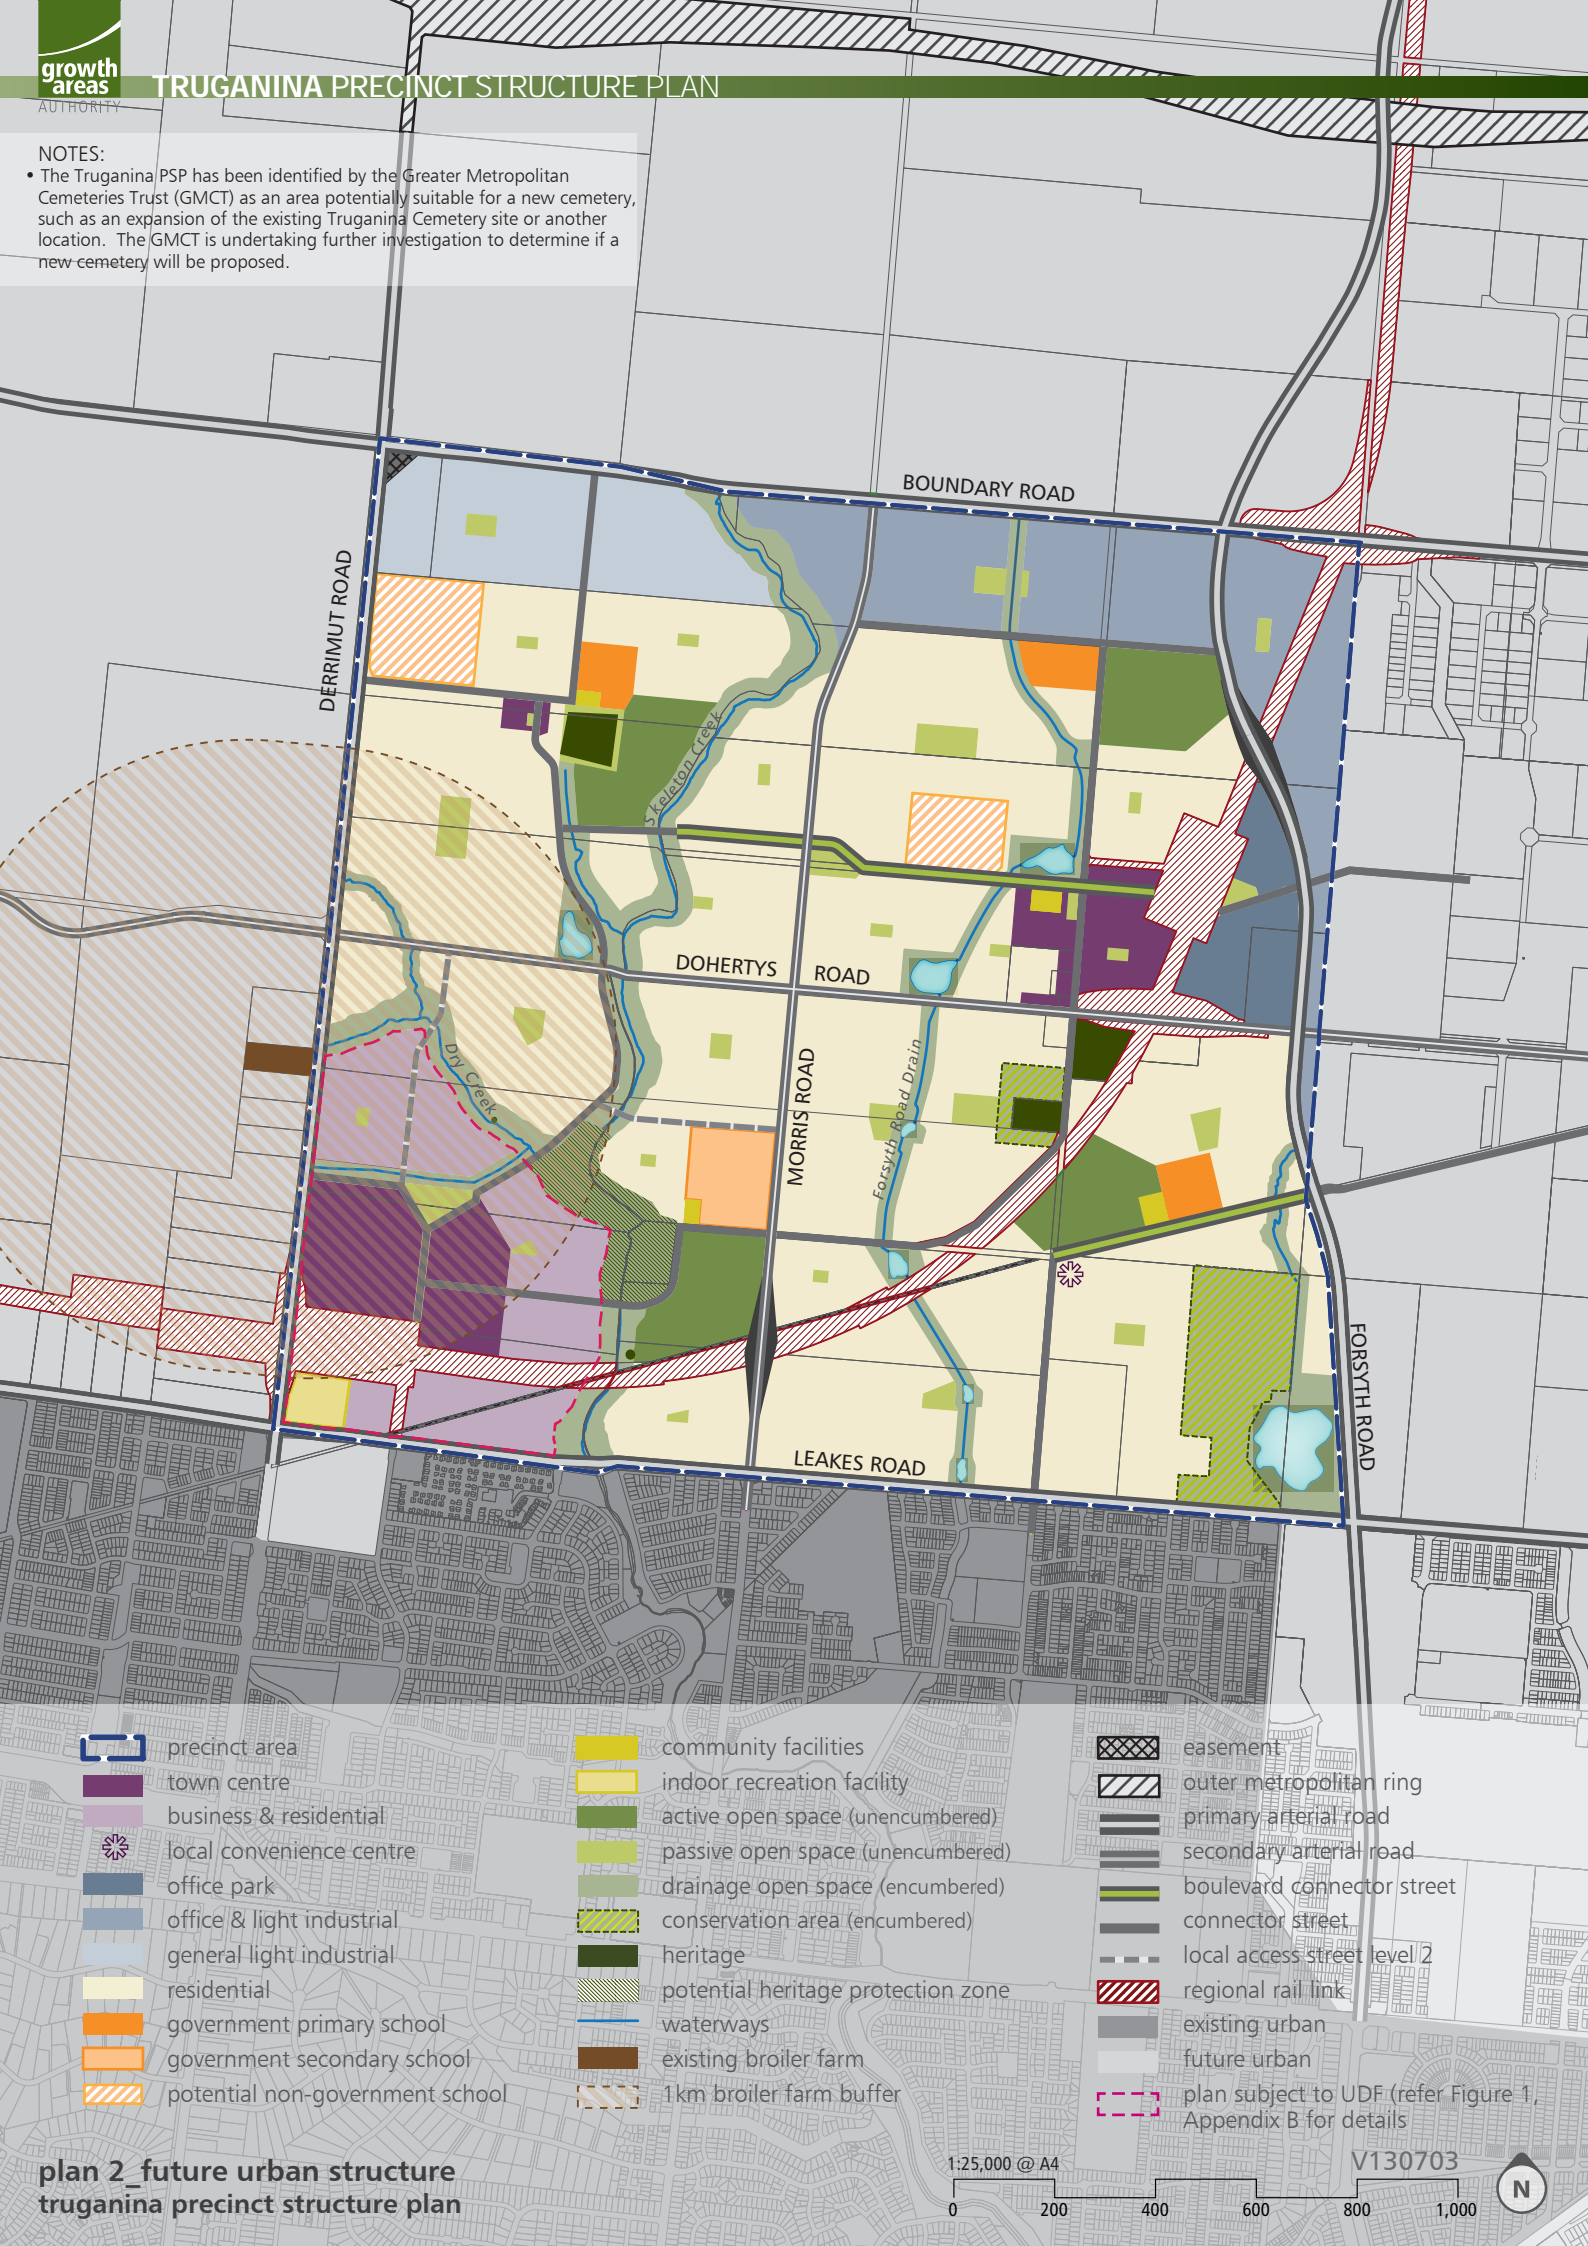 growth
areas
AUTHORITY
TRUGANINA PRECINCT STRUCTURE PLAN
NOTES:
• The Truganina PSP has been identified by the Greater Metropolitan
Cemeteries Trust (GMCT) as an area potentially suitable for a new cemetery,
such as an expansion of the existing Truganina Cemetery site or another
location. The GMCT is undertaking further investigation to determine if a
new cemetery will be proposed.
BOUNDARY ROAD
DERRIMUT ROAD
Skeleton Creek
DOHERTYS ROAD
Dry Creek
MORRIS ROAD
Forsyth Road Drain
FORSYTH ROAD
LEAKES ROAD
precinct area
town centre
business & residential
local convenience centre
office park
office & light industrial
general light industrial
residential
government primary school
government secondary school
potential non-government school
community facilities
indoor recreation facility
active open space (unencumbered)
passive open space (unencumbered)
drainage open space (encumbered)
conservation area (encumbered)
heritage
potential heritage protection zone
waterways
existing broiler farm
1km broiler farm buffer
easement
outer metropolitan ring
primary arterial road
secondary arterial road
boulevard connector street
connector street
local access street level 2
regional rail link
existing urban
future urban
plan subject to UDF (refer Figure 1,
Appendix B for details
plan 2_future urban structure
truganina precinct structure plan
1:25,000 @ A4
V130703
0 200 400 600 800 1,000
N